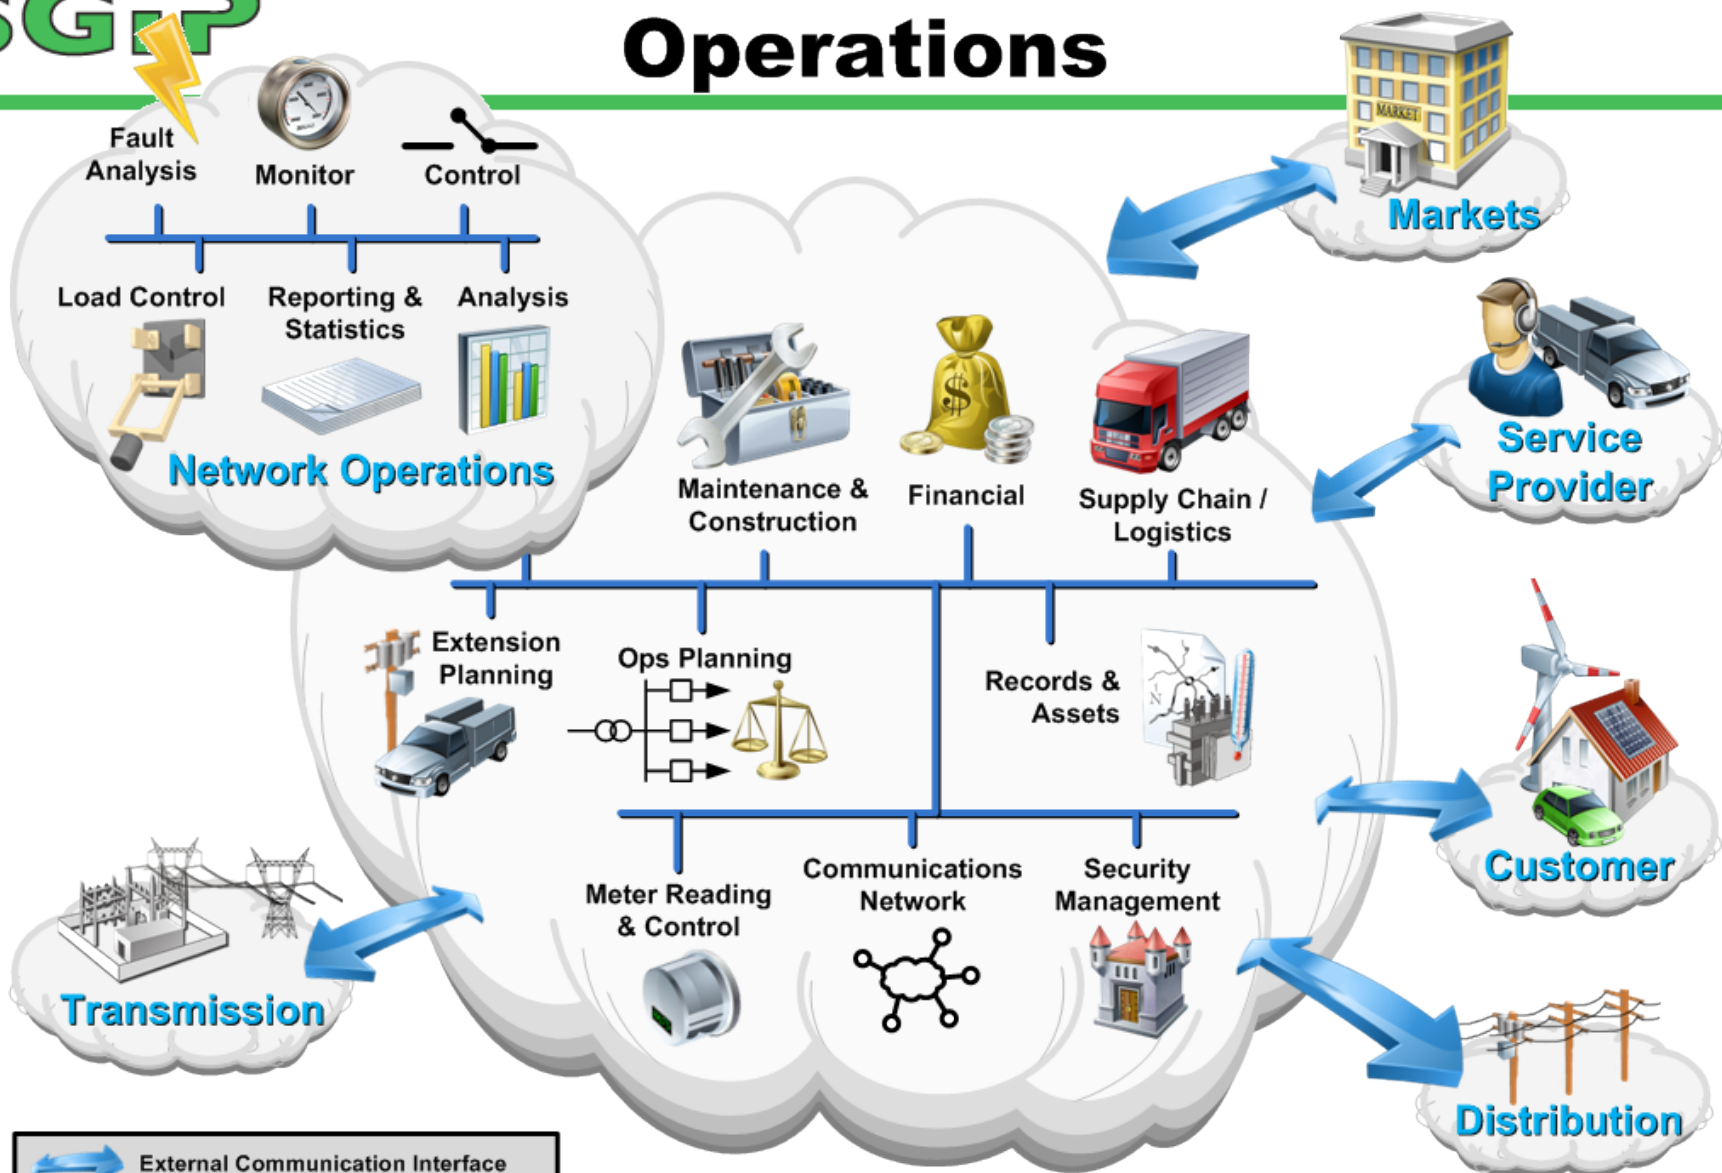 SGIP
Operations
Fault
Analysis
Monitor
Control
Load Control
Reporting &
Statistics
Analysis
Network Operations
MARKET
Markets
Service
Provider
Maintenance &
Construction
Financial
$
Supply Chain /
Logistics
Extension
Planning
Ops Planning
Records &
Assets
N
Customer
Meter Reading
& Control
Communications
Network
Security
Management
Transmission
Distribution
External Communication Interface